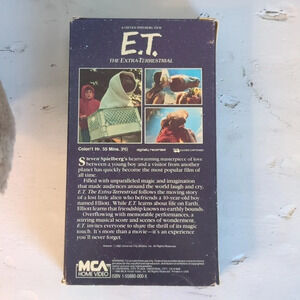 A STEVEN SPIELBERG FILM
E.T.
THE EXTRA-TERRESTRIAL
Color/1 Hr. 55 Mins. [PG]
digitally recorded
Steven Spielberg's heartwarming masterpiece of love
between a young boy and a visitor from another
planet has quickly become the most popular film of
all time.
Filled with unparalleled magic and imagination
that made audiences around the world laugh and cry,
E.T. The Extra-Terrestrial follows the moving story
of a lost little alien who befriends a 10-year-old boy
named Elliott. While E.T. learns about life on Earth,
Elliott learns that friendship knows no earthly bounds.
Overflowing with memorable performances, a
stirring musical score and scenes of wonderment,
E.T. invites everyone to share the thrill of its magic
touch. It's more than a movie—it's an experience
you'll never forget.
MCA
HOME VIDEO